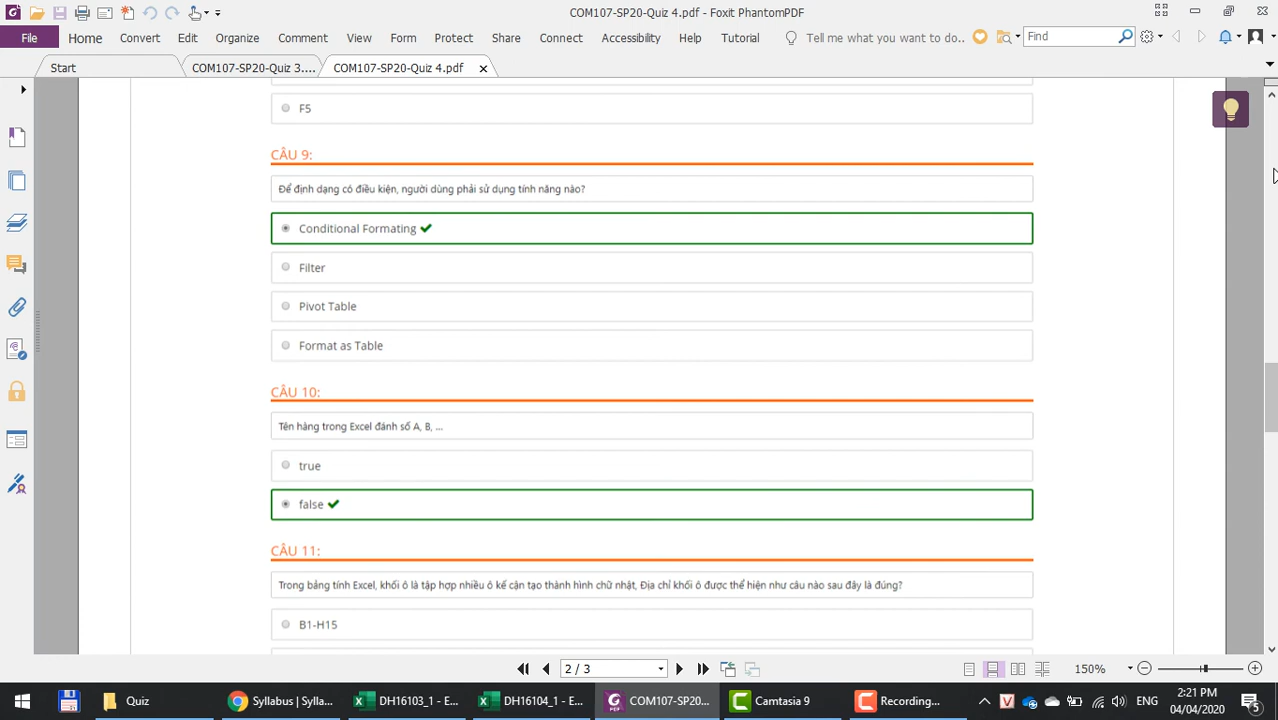 COM107-SP20-Quiz 4.pdf - Foxit PhantomPDF
File Home Convert Edit Organize Comment View Form Protect Share Connect Accessibility Help Tutorial Tell me what you want to do.. Find
Start COM107-SP20-Quiz 3.... COM107-SP20-Quiz 4.pdf
F5
CÂU 9:
Để định dạng có điều kiện, người dùng phải sử dụng tính năng nào?
Conditional Formating
Filter
Pivot Table
Format as Table
CÂU 10:
Tên hàng trong Excel đánh số A, B, ...
true
false
CÂU 11:
Trong bảng tính Excel, khối ô là tập hợp nhiều ô kế cận tạo thành hình chữ nhật, Địa chỉ khối ô được thể hiện như câu nào sau đây là đúng?
B1-H15
2 / 3 150%
Quiz Syllabus | Sylla... DH16103_1 - E... DH16104_1 - E... COM107-SP20... Camtasia 9 Recording... ENG 2:21 PM
04/04/2020 5